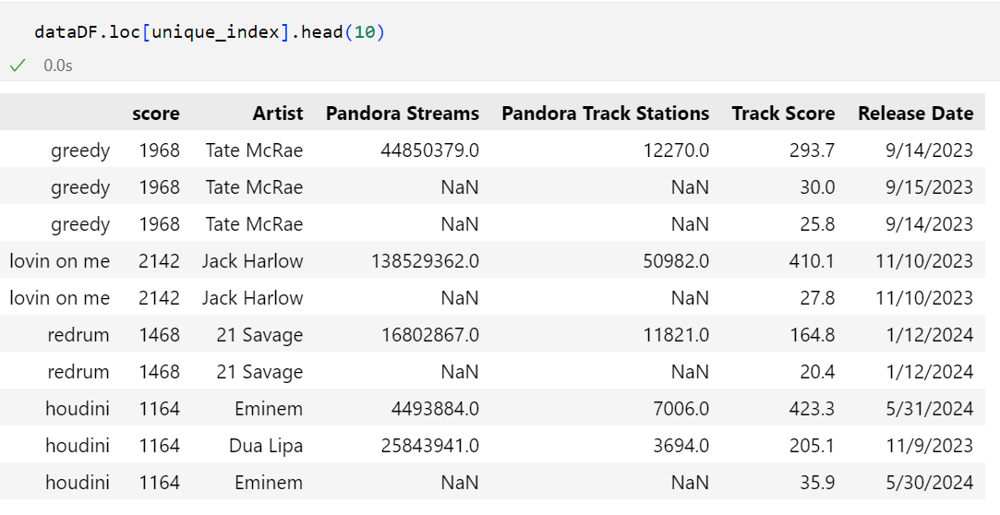 dataDF.loc[unique_index].head(10)
0.0s
score Artist Pandora Streams Pandora Track Stations Track Score Release Date
greedy 1968 Tate McRae 44850379.0 12270.0 293.7 9/14/2023
greedy 1968 Tate McRae NaN NaN 30.0 9/15/2023
greedy 1968 Tate McRae NaN NaN 25.8 9/14/2023
lovin on me 2142 Jack Harlow 138529362.0 50982.0 410.1 11/10/2023
lovin on me 2142 Jack Harlow NaN NaN 27.8 11/10/2023
redrum 1468 21 Savage 16802867.0 11821.0 164.8 1/12/2024
redrum 1468 21 Savage NaN NaN 20.4 1/12/2024
houdini 1164 Eminem 4493884.0 7006.0 423.3 5/31/2024
houdini 1164 Dua Lipa 25843941.0 3694.0 205.1 11/9/2023
houdini 1164 Eminem NaN NaN 35.9 5/30/2024